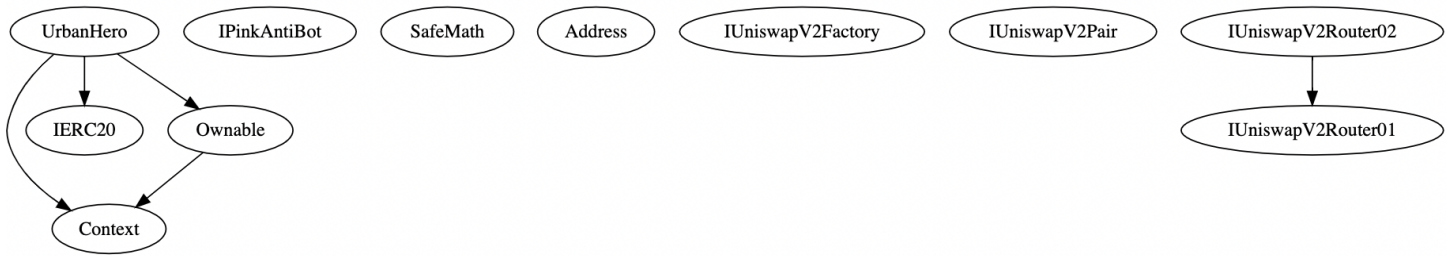 UrbanHero
IPinkAntiBot
SafeMath
Address
IUniswapV2Factory
IUniswapV2Pair
IUniswapV2Router02
IERC20
Ownable
IUniswapV2Router01
Context